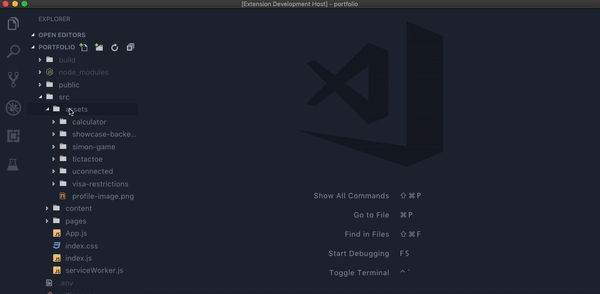 [Extension Development Host] - portfolio
EXPLORER
OPEN EDITORS
PORTFOLIO
build
node_modules
public
src
assets
calculator
showcase-backe...
simon-game
tictactoe
uconnected
visa-restrictions
profile-image.png
content
pages
App.js
index.css
index.js
serviceWorker.js
.env
Show All Commands ⇧⌘P
Go to File ⌘P
Find in Files ⇧⌘F
Start Debugging F5
Toggle Terminal ⌃`